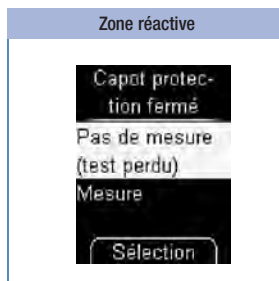 Zone réactive
Capot protec-
tion fermé
Pas de mesure
(test perdu)
Mesure
Sélection